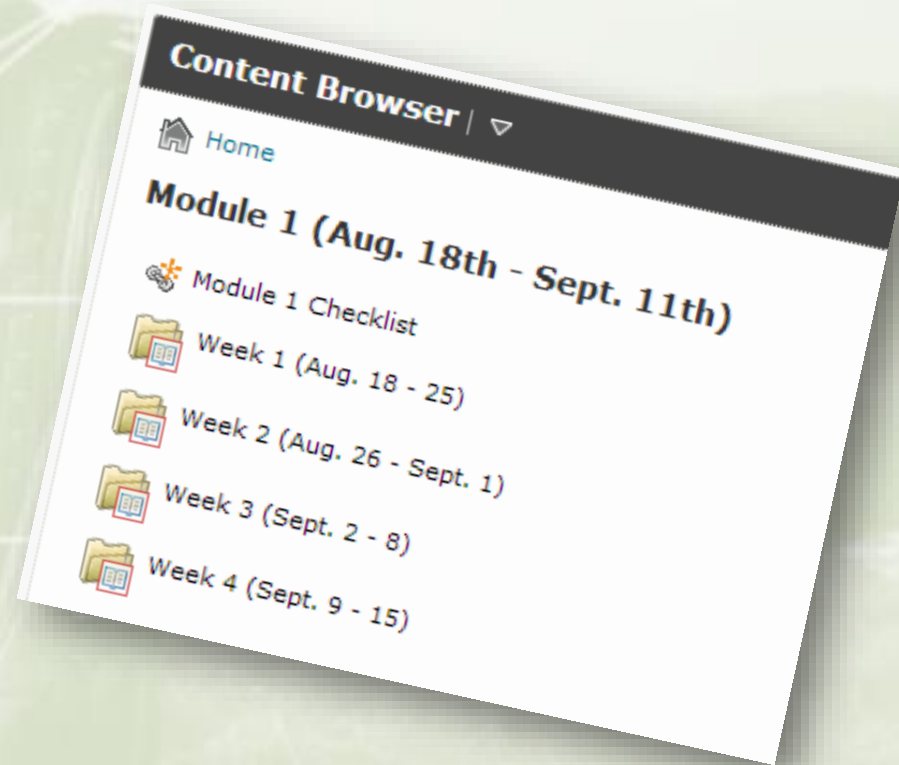 Content Browser |
Home
Module 1 (Aug. 18th - Sept. 11th)
Module 1 Checklist
Week 1 (Aug. 18 - 25)
Week 2 (Aug. 26 - Sept. 1)
Week 3 (Sept. 2 - 8)
Week 4 (Sept. 9 - 15)